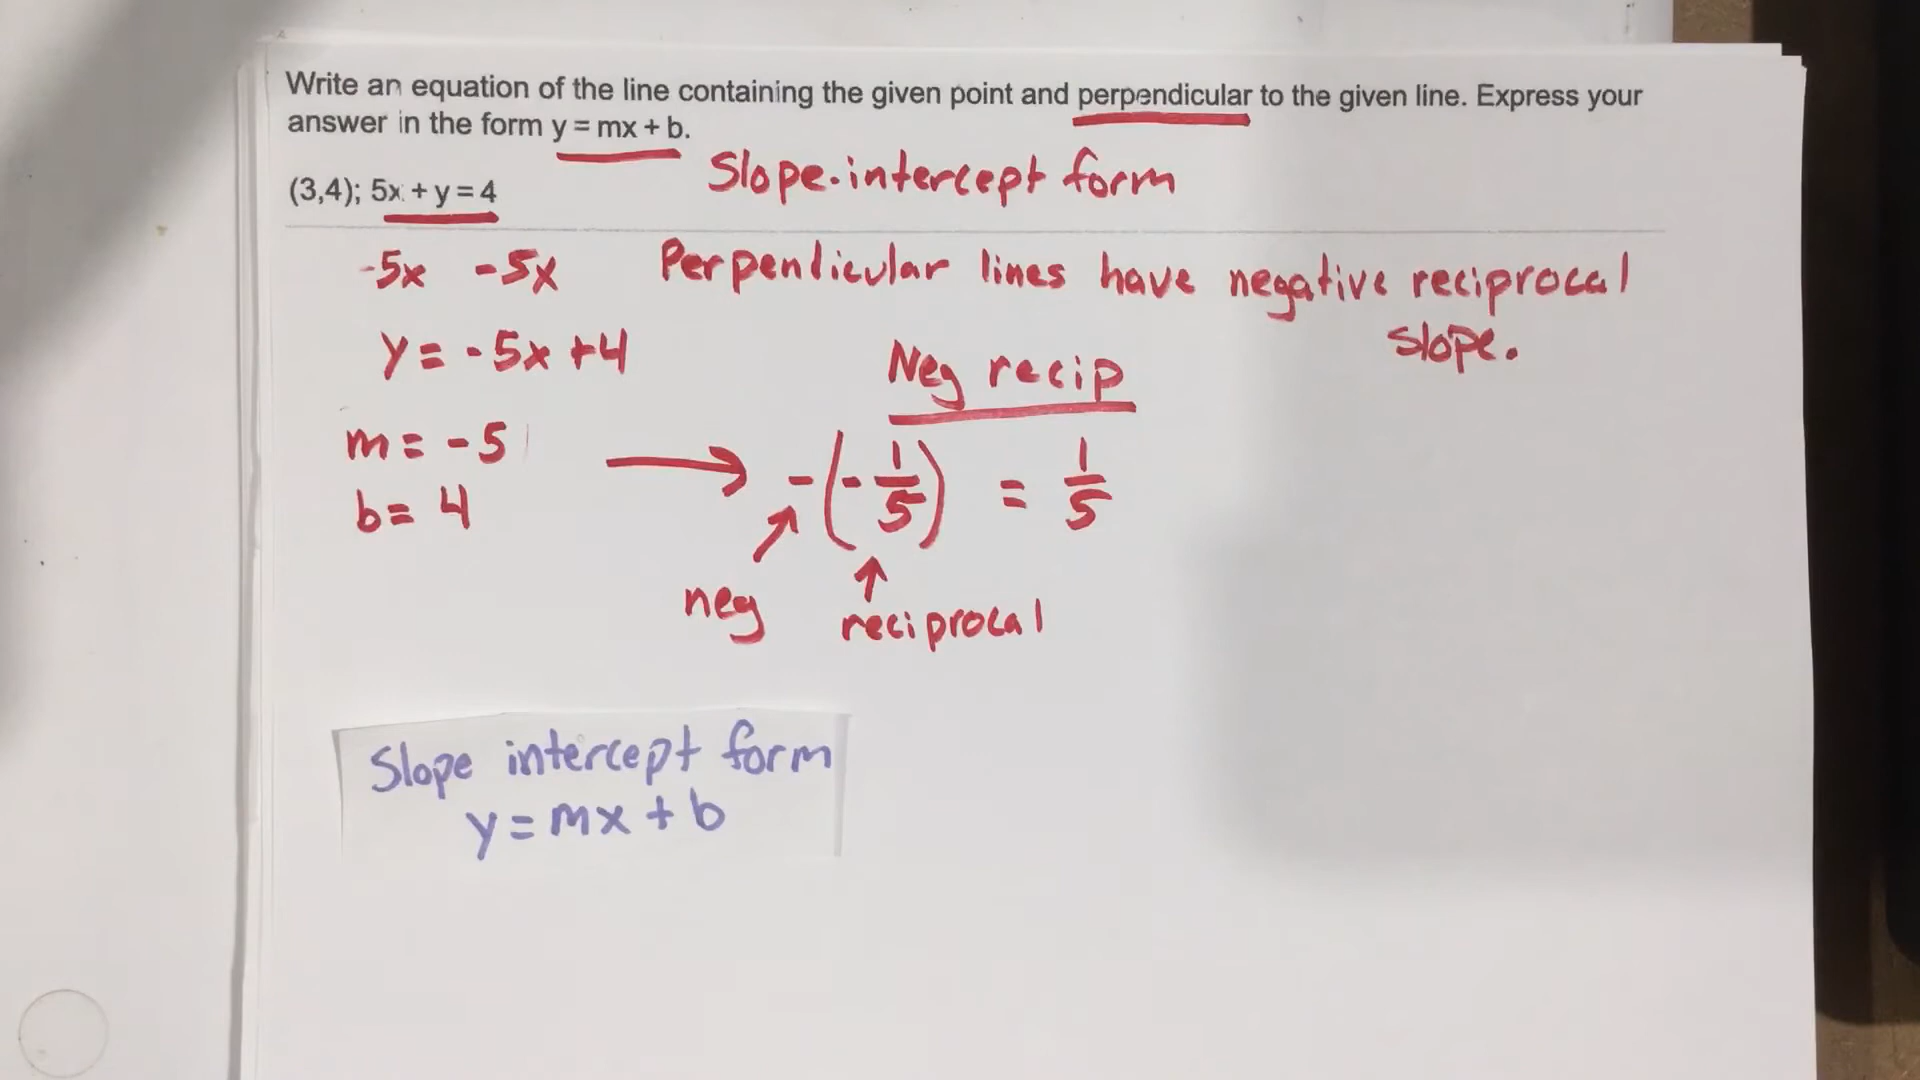 Write an equation of the line containing the given point and perpendicular to the given line. Express your
answer in the form y = mx + b.
Slope-intercept form
(3,4); 5x + y = 4
-5x -5x
Perpendicular lines have negative reciprocal
slope.
y = -5x +4
Neg recip
m = -5
b = 4
-(-1/5) = 1/5
neg
reciprocal
Slope intercept form
y = mx + b